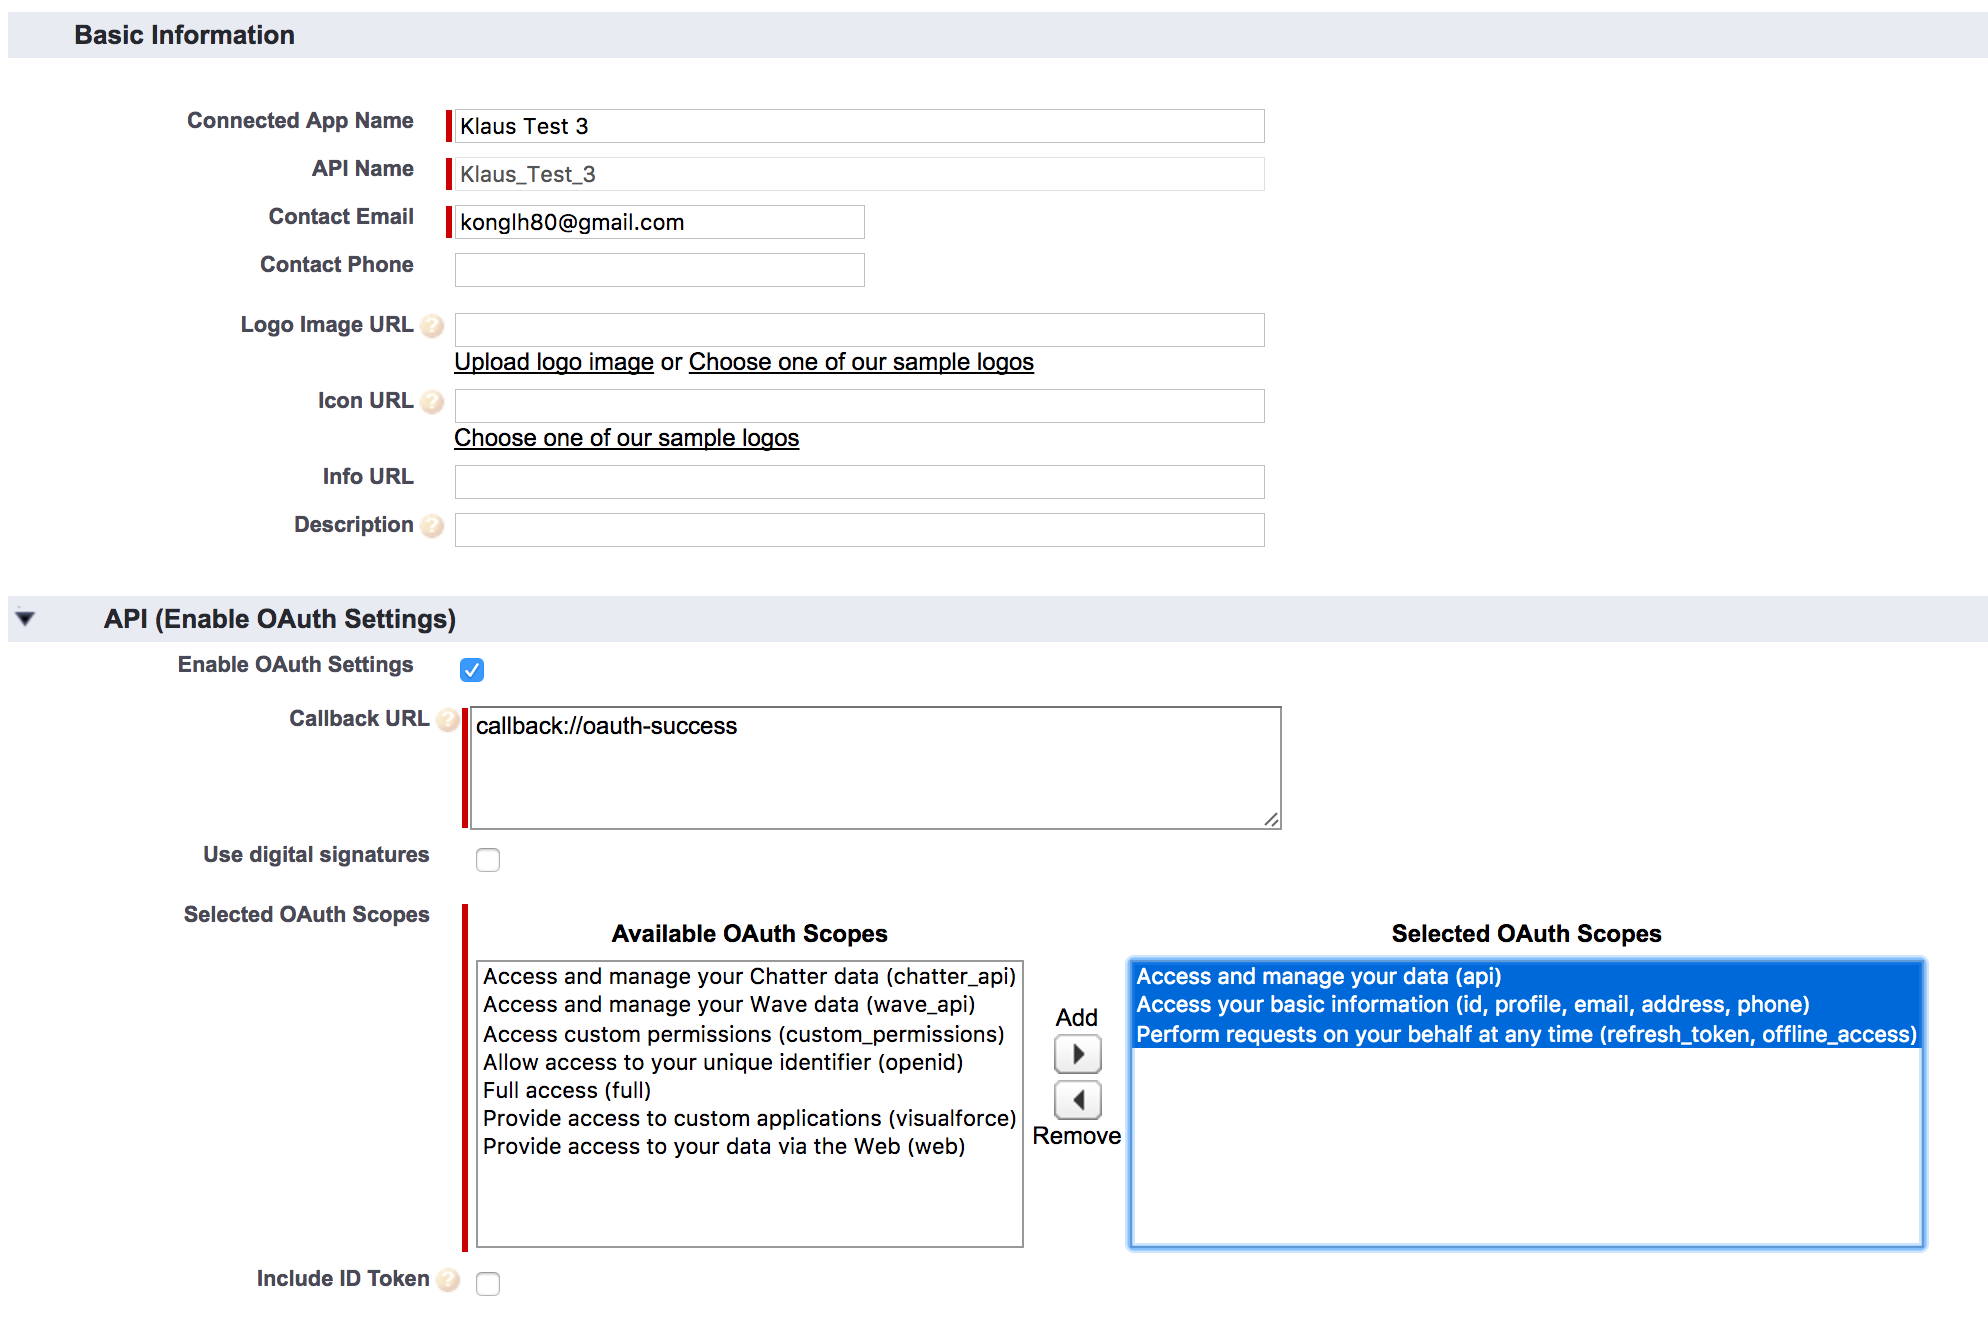 Basic Information
Connected App Name Klaus Test 3
API Name Klaus_Test_3
Contact Email konglh80@gmail.com
Contact Phone
Logo Image URL ?
Upload logo image or Choose one of our sample logos
Icon URL ?
Choose one of our sample logos
Info URL
Description ?
API (Enable OAuth Settings)
Enable OAuth Settings
Callback URL ? callback://oauth-success
Use digital signatures
Selected OAuth Scopes
Available OAuth Scopes
Access and manage your Chatter data (chatter_api)
Access and manage your Wave data (wave_api)
Access custom permissions (custom_permissions)
Allow access to your unique identifier (openid)
Full access (full)
Provide access to custom applications (visualforce)
Provide access to your data via the Web (web)
Add
Remove
Selected OAuth Scopes
Access and manage your data (api)
Access your basic information (id, profile, email, address, phone)
Perform requests on your behalf at any time (refresh_token, offline_access)
Include ID Token ?